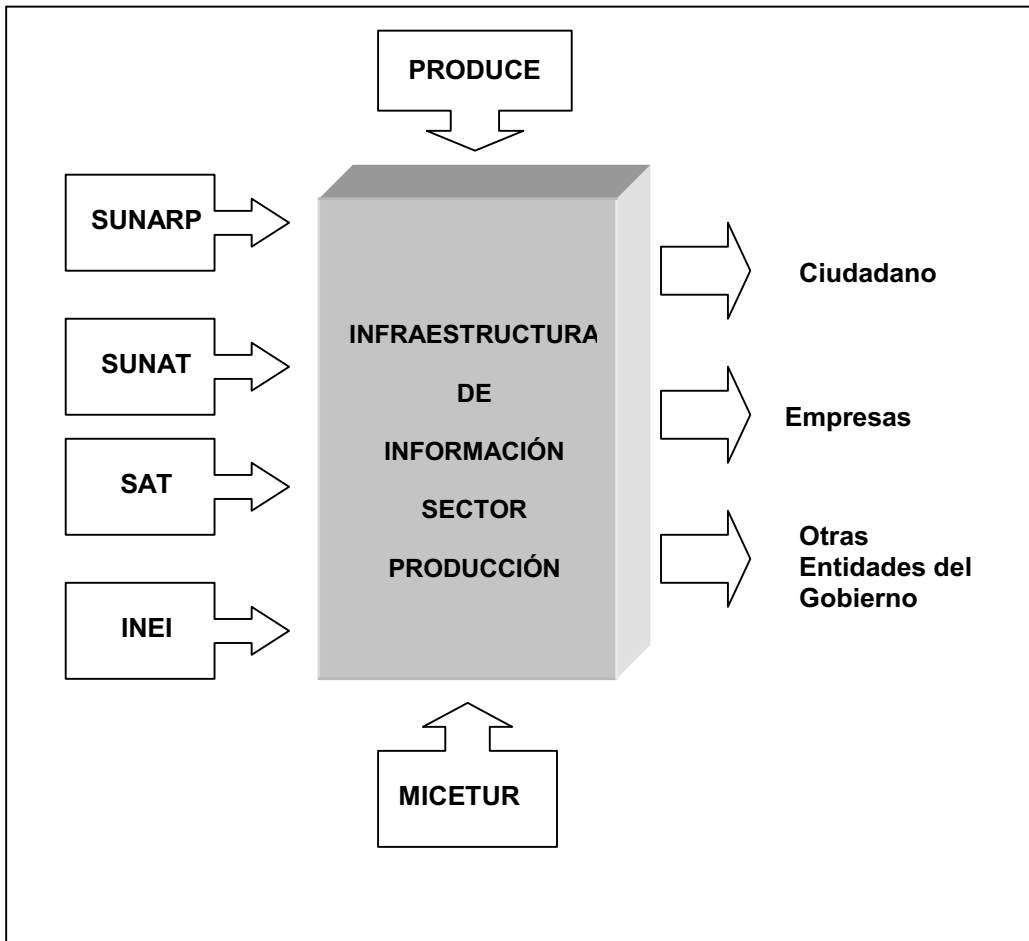 PRODUCE
SUNARP
SUNAT
SAT
INEI
INFRAESTRUCTURA
DE
INFORMACIÓN
SECTOR
PRODUCCIÓN
MICETUR
Ciudadano
Empresas
Otras
Entidades del
Gobierno